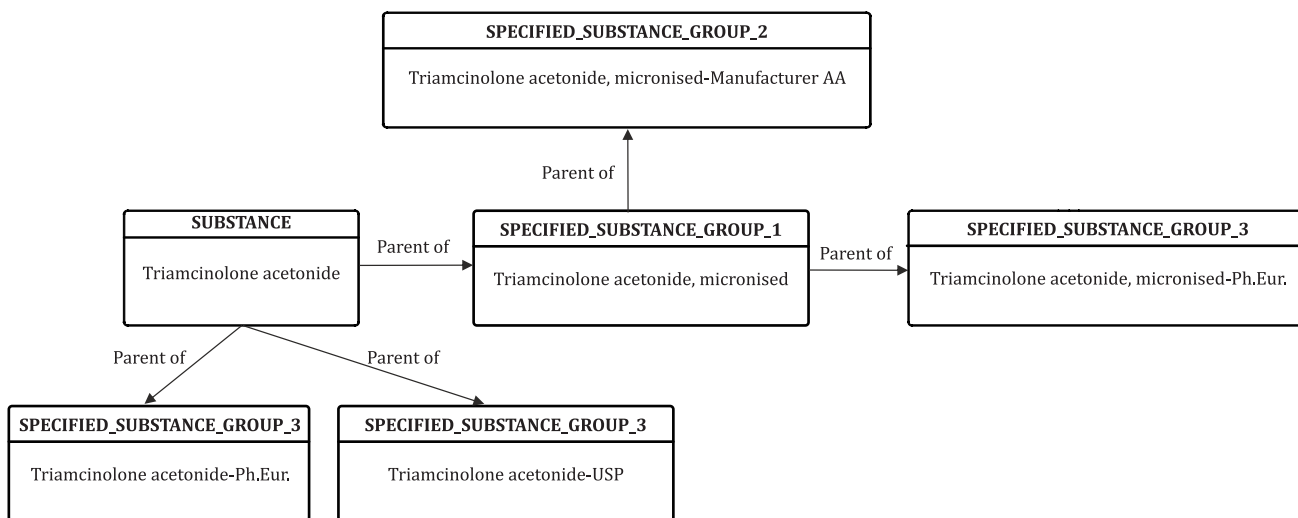 SPECIFIED_SUBSTANCE_GROUP_2
Triamcinolone acetonide, micronised-Manufacturer AA
Parent of
SUBSTANCE
Triamcinolone acetonide
Parent of
SPECIFIED_SUBSTANCE_GROUP_1
Triamcinolone acetonide, micronised
Parent of
SPECIFIED_SUBSTANCE_GROUP_3
Triamcinolone acetonide, micronised-Ph.Eur.
Parent of
Parent of
SPECIFIED_SUBSTANCE_GROUP_3
Triamcinolone acetonide-Ph.Eur.
SPECIFIED_SUBSTANCE_GROUP_3
Triamcinolone acetonide-USP